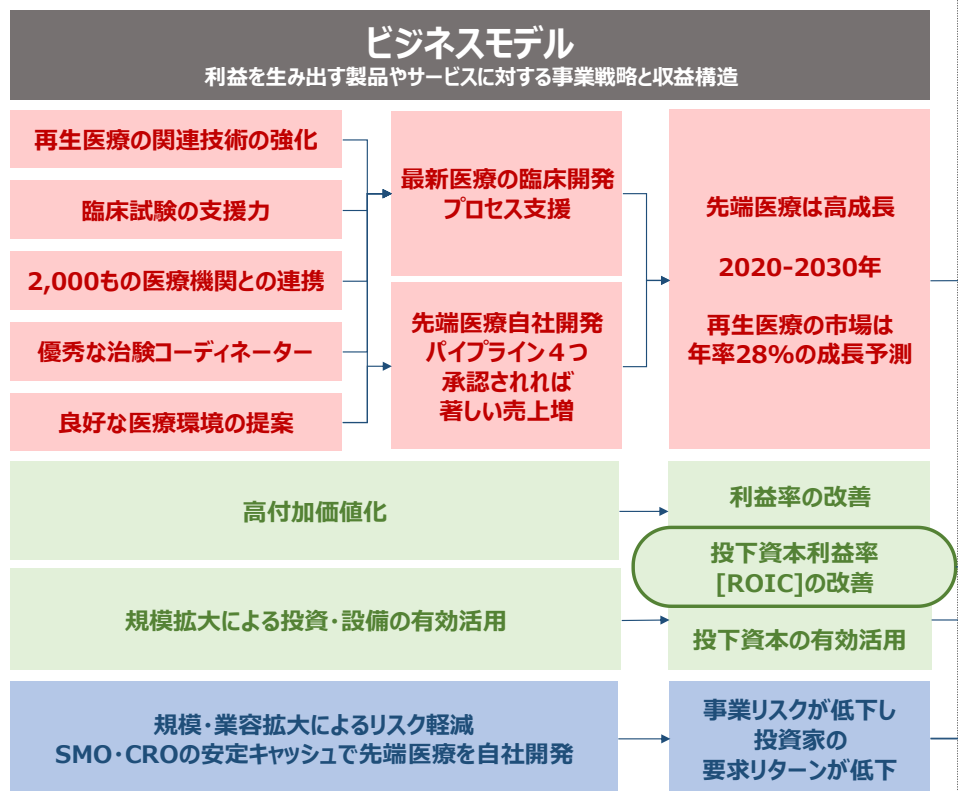 ビジネスモデル
利益を生み出す製品やサービスに対する事業戦略と収益構造
再生医療の関連技術の強化
臨床試験の支援力
2,000もの医療機関との連携
優秀な治験コーディネーター
良好な医療環境の提案
最新医療の臨床開発
プロセス支援
先端医療自社開発
パイプライン４つ
承認されれば
著しい売上増
先端医療は高成長
2020-2030年
再生医療の市場は
年率28%の成長予測
高付加価値化
利益率の改善
投下資本利益率
[ROIC]の改善
規模拡大による投資・設備の有効活用
投下資本の有効活用
規模・業容拡大によるリスク軽減
SMO・CROの安定キャッシュで先端医療を自社開発
事業リスクが低下し
投資家の
要求リターンが低下